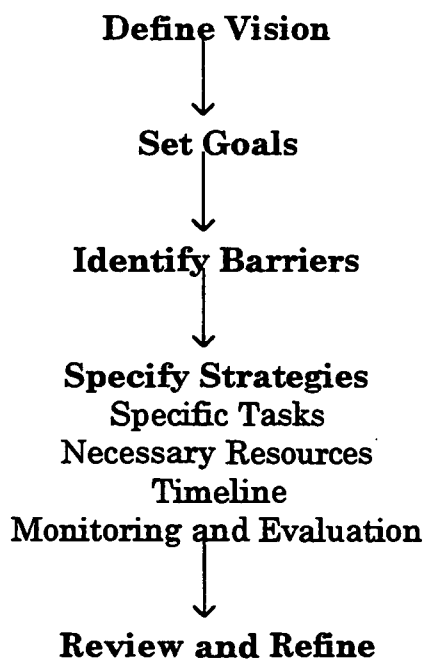 Define Vision
Set Goals
Identify Barriers
Specify Strategies
Specific Tasks
Necessary Resources
Timeline
Monitoring and Evaluation
Review and Refine